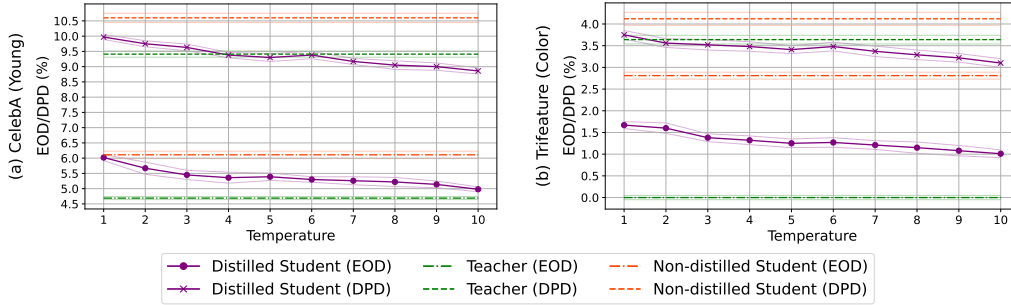 (a) CelebA (Young)
EOD/DPD (%)
10.5
10.0
9.5
9.0
8.5
8.0
7.5
7.0
6.5
6.0
5.5
5.0
4.5
1 2 3 4 5 6 7 8 9 10
Temperature
(b) Trifeature (Color)
EOD/DPD (%)
4.0
3.5
3.0
2.5
2.0
1.5
1.0
0.5
0.0
1 2 3 4 5 6 7 8 9 10
Temperature
Distilled Student (EOD) Teacher (EOD) Non-distilled Student (EOD)
Distilled Student (DPD) Teacher (DPD) Non-distilled Student (DPD)